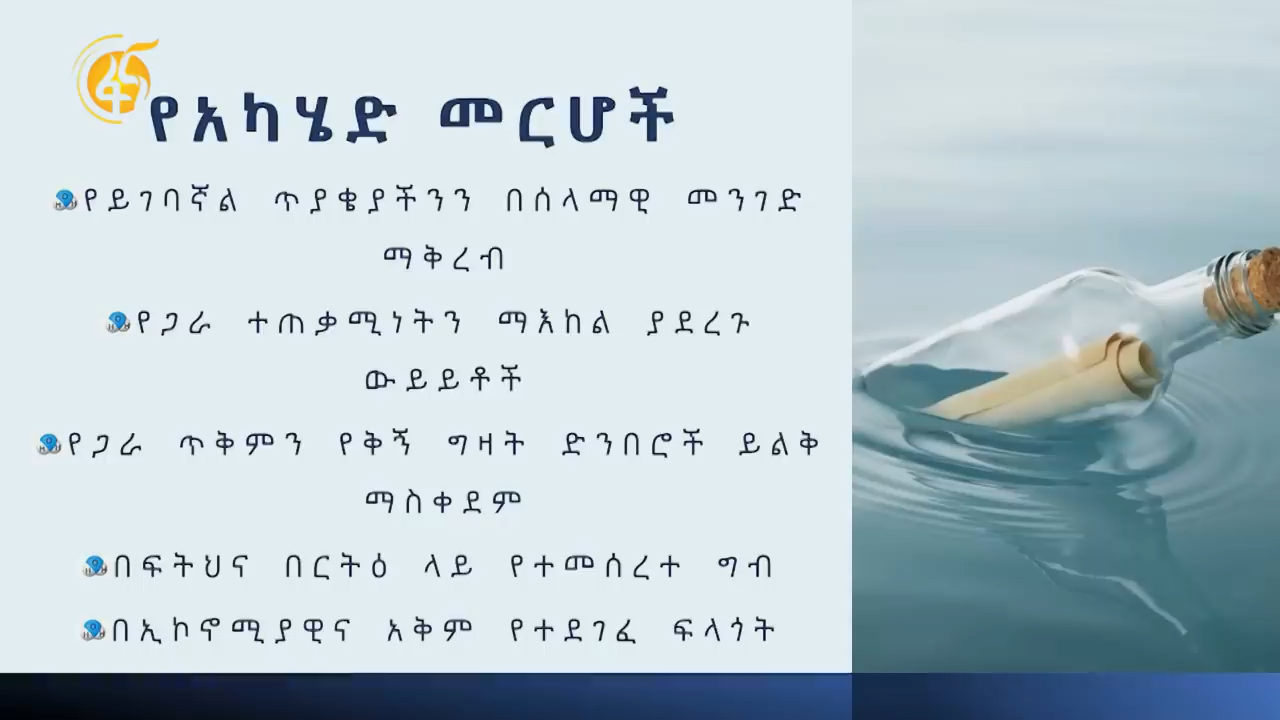 ፋና
የአካሄድ መርሆች
የይገባኛል ጥያቄያችንን በሰላማዊ መንገድ
ማቅረብ
የጋራ ተጠቃሚነትን ማእከል ያደረጉ
ውይይቶች
የጋራ ጥቅምን የቅኝ ግዛት ድንበሮች ይልቅ
ማስቀደም
በፍትህና በርትዕ ላይ የተመሰረተ ግብ
በኢኮኖሚያዊና አቅም የተደገፈ ፍላጎት